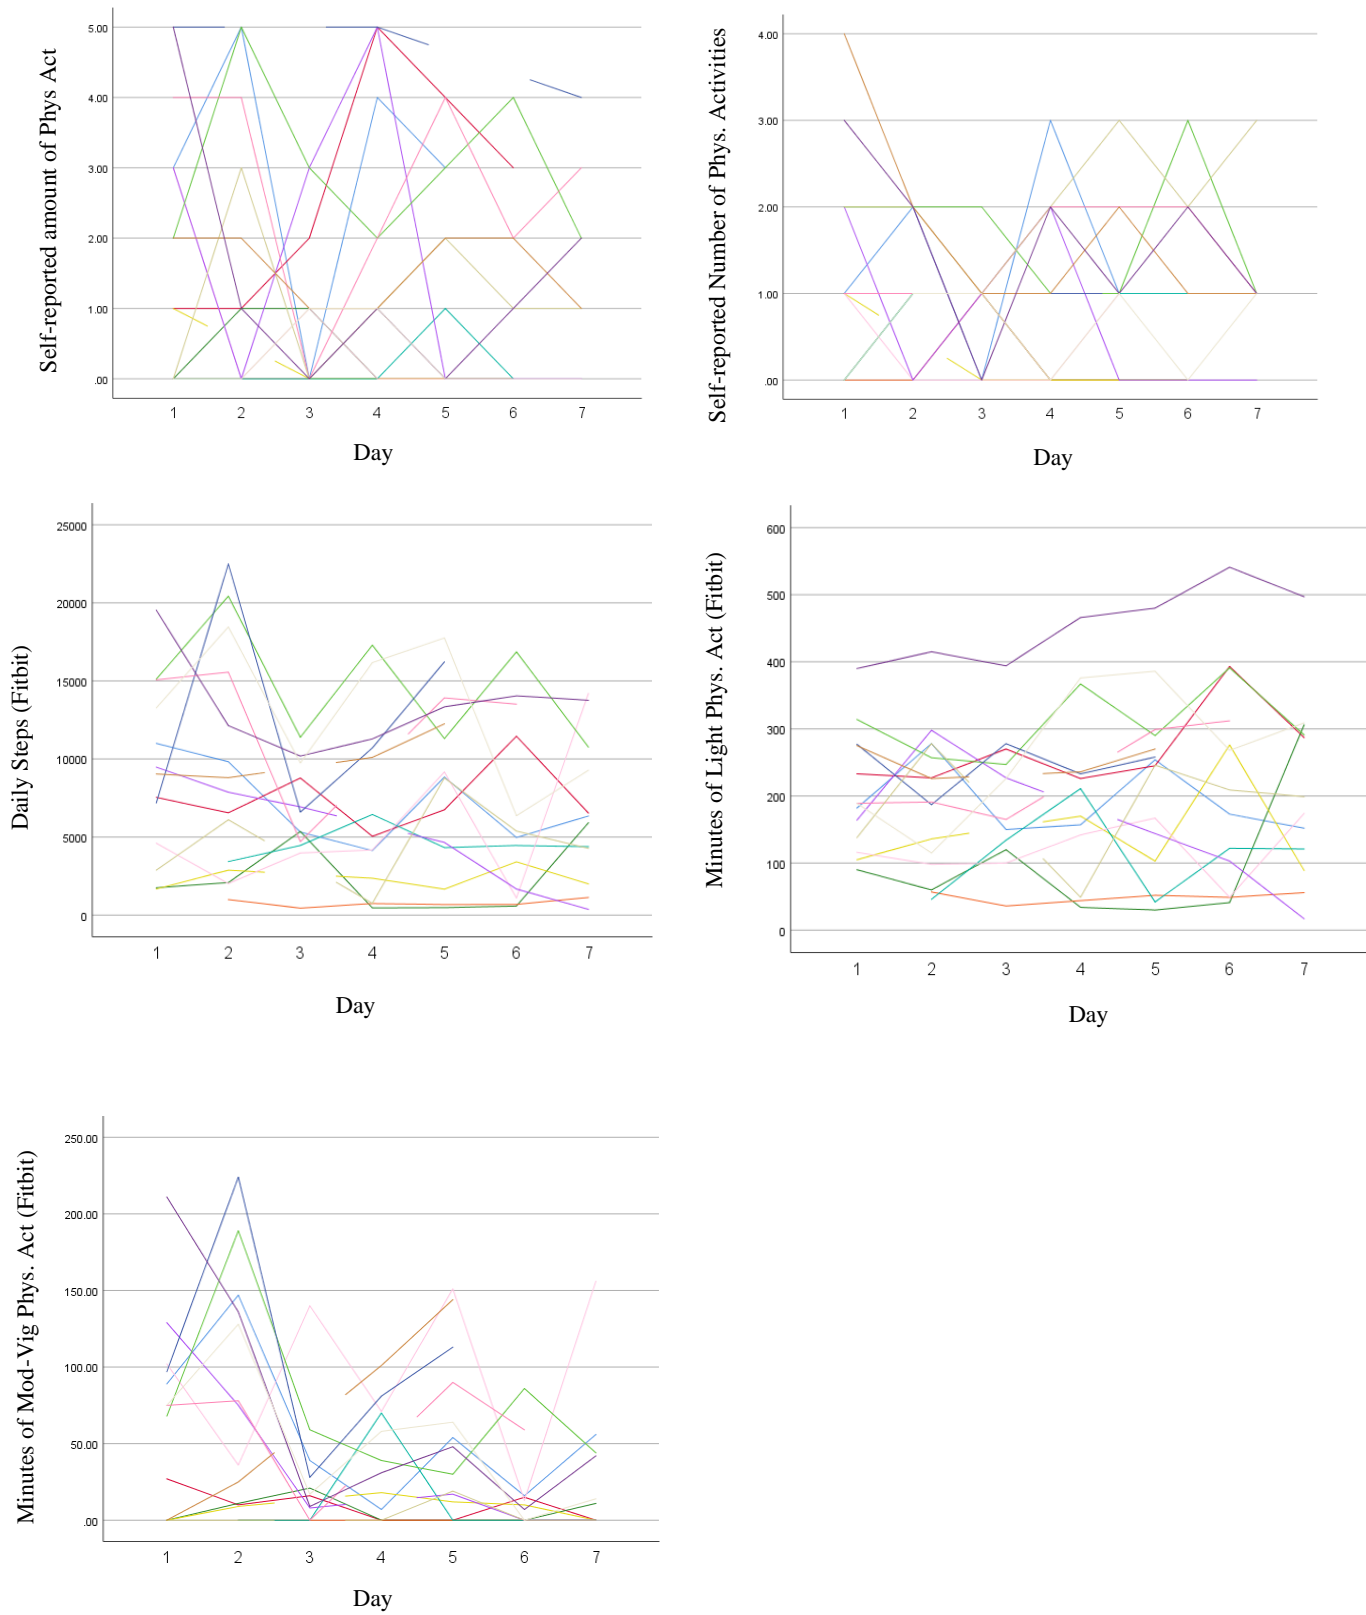 Self-reported amount of Phys Act
5.00
4.00
3.00
2.00
1.00
.00
1 2 3 4 5 6 7
Day
Self-reported Number of Phys. Activities
4.00
3.00
2.00
1.00
.00
1 2 3 4 5 6 7
Day
Daily Steps (Fitbit)
25000
20000
15000
10000
5000
0
1 2 3 4 5 6 7
Day
Minutes of Light Phys. Act (Fitbit)
600
500
400
300
200
100
0
1 2 3 4 5 6 7
Day
Minutes of Mod-Vig Phys. Act (Fitbit)
250.00
200.00
150.00
100.00
50.00
.00
1 2 3 4 5 6 7
Day